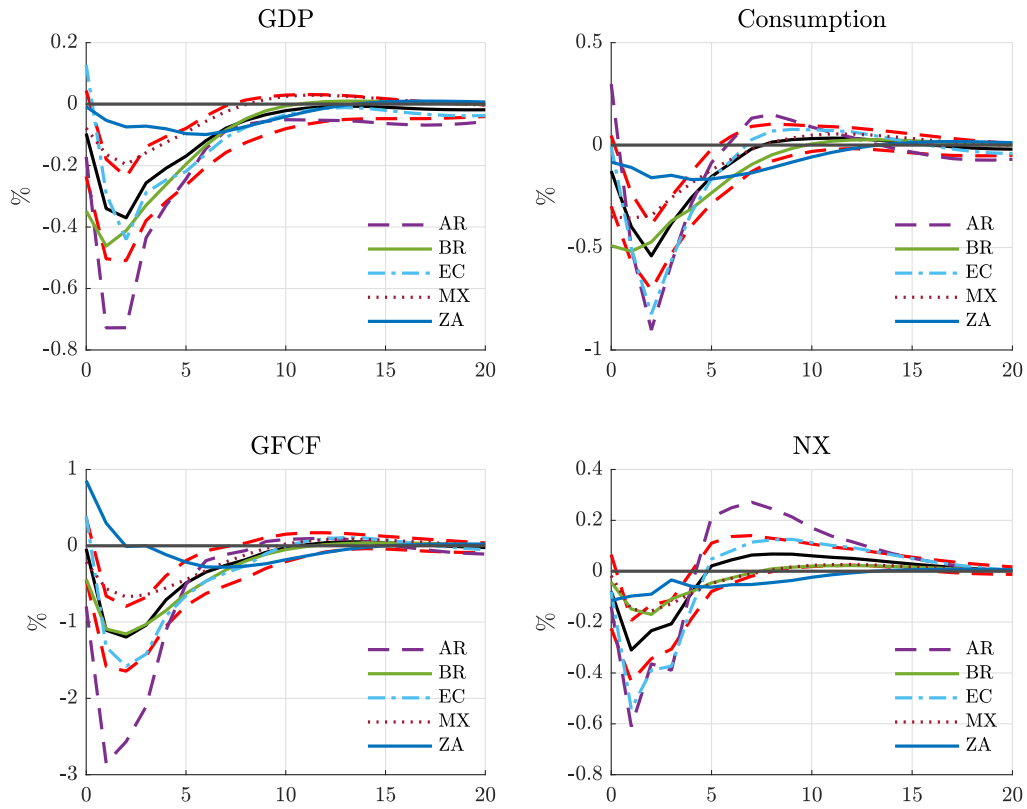 GDP
Consumption
0.2
0
-0.2
-0.4
-0.6
-0.8
%
AR
BR
EC
MX
ZA
0 5 10 15 20
0.5
0
-0.5
-1
%
AR
BR
EC
MX
ZA
0 5 10 15 20
GFCF
NX
1
0
-1
-2
-3
%
AR
BR
EC
MX
ZA
0 5 10 15 20
0.4
0.2
0
-0.2
-0.4
-0.6
-0.8
%
AR
BR
EC
MX
ZA
0 5 10 15 20